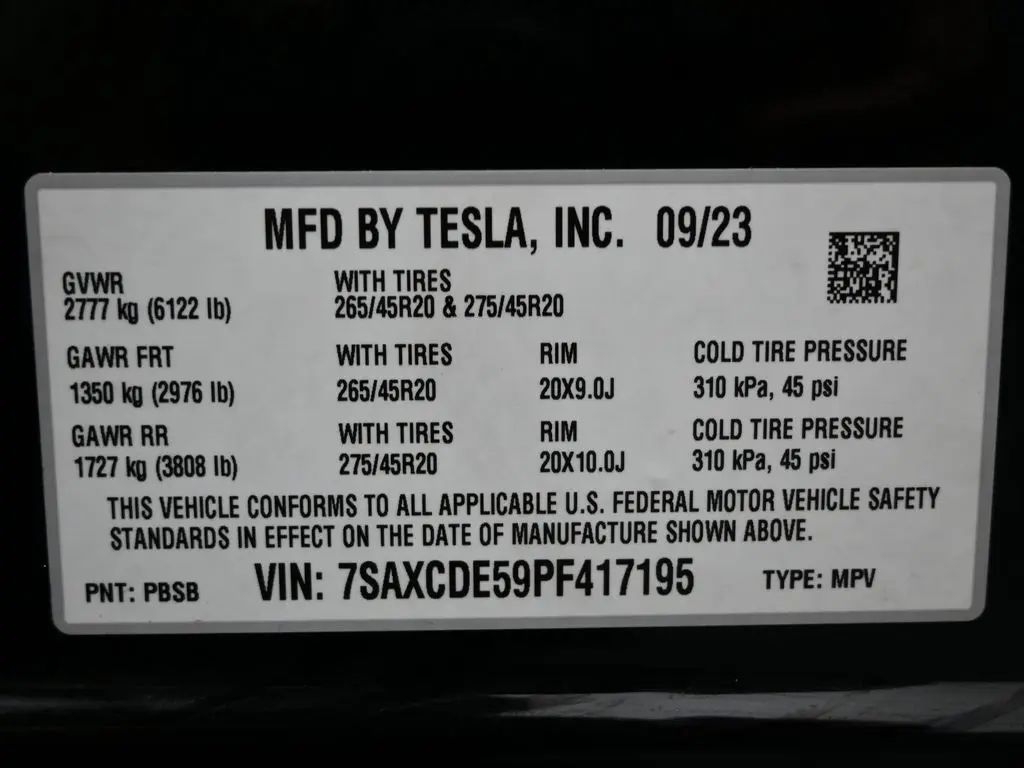 MFD BY TESLA, INC. 09/23
GVWR WITH TIRES
2777 kg (6122 lb) 265/45R20 & 275/45R20
GAWR FRT WITH TIRES RIM COLD TIRE PRESSURE
1350 kg (2976 lb) 265/45R20 20X9.0J 310 kPa, 45 psi
GAWR RR WITH TIRES RIM COLD TIRE PRESSURE
1727 kg (3808 lb) 275/45R20 20X10.0J 310 kPa, 45 psi
THIS VEHICLE CONFORMS TO ALL APPLICABLE U.S. FEDERAL MOTOR VEHICLE SAFETY
STANDARDS IN EFFECT ON THE DATE OF MANUFACTURE SHOWN ABOVE.
PNT: PBSB VIN: 7SAXCDE59PF417195 TYPE: MPV